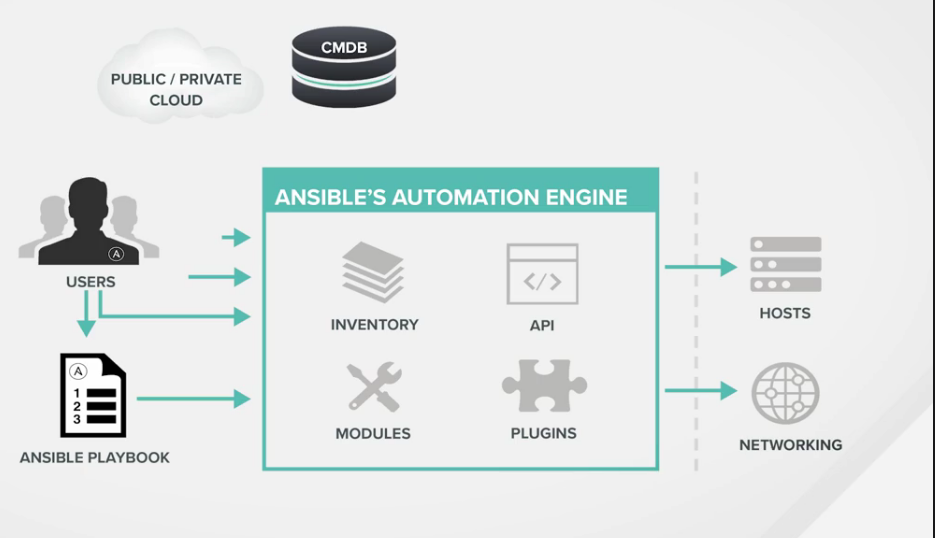 PUBLIC / PRIVATE
CLOUD
CMDB
ANSIBLE'S AUTOMATION ENGINE
A
USERS
INVENTORY
</>
API
HOSTS
A
1
2
3
ANSIBLE PLAYBOOK
MODULES
PLUGINS
NETWORKING